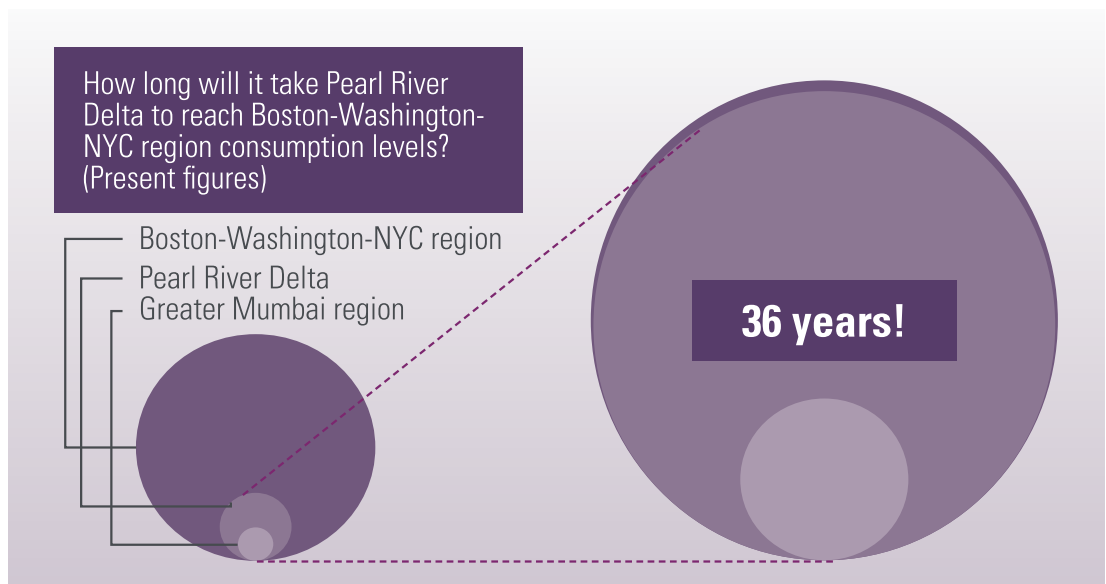 How long will it take Pearl River
Delta to reach Boston-Washington-
NYC region consumption levels?
(Present figures)
Boston-Washington-NYC region
Pearl River Delta
Greater Mumbai region
36 years!